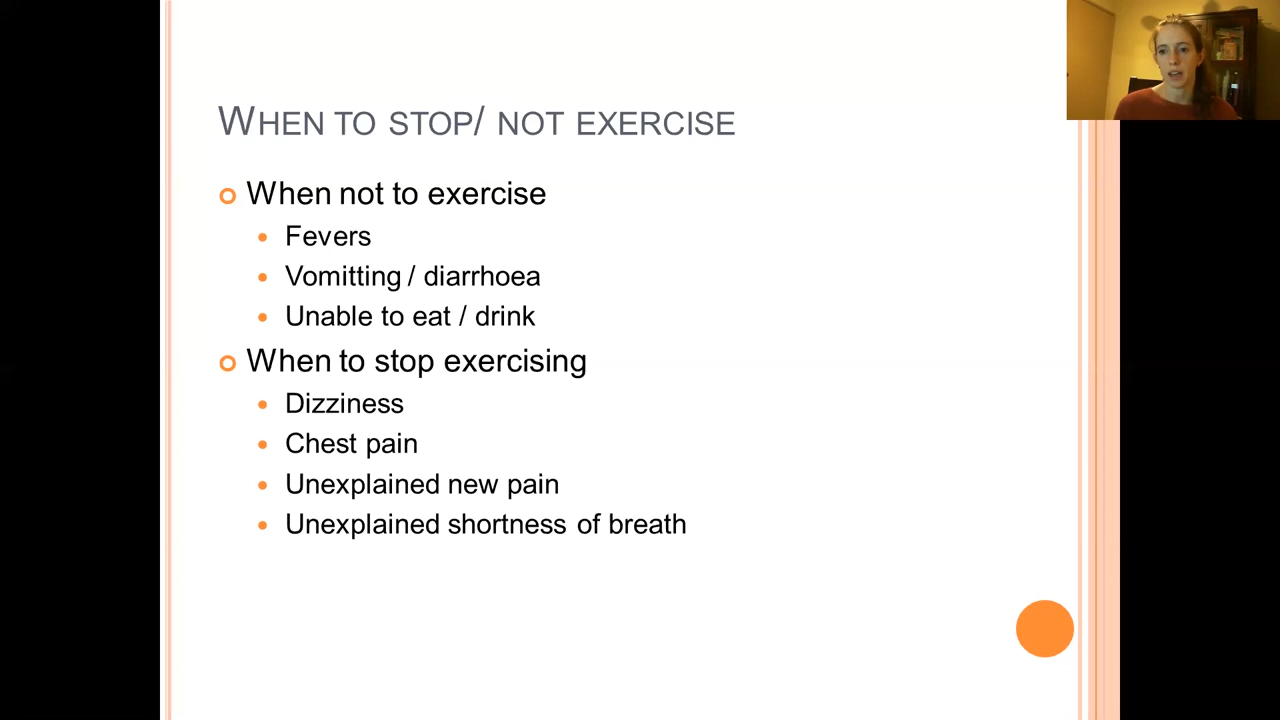 When to stop/ not exercise
When not to exercise
Fevers
Vomitting / diarrhoea
Unable to eat / drink
When to stop exercising
Dizziness
Chest pain
Unexplained new pain
Unexplained shortness of breath